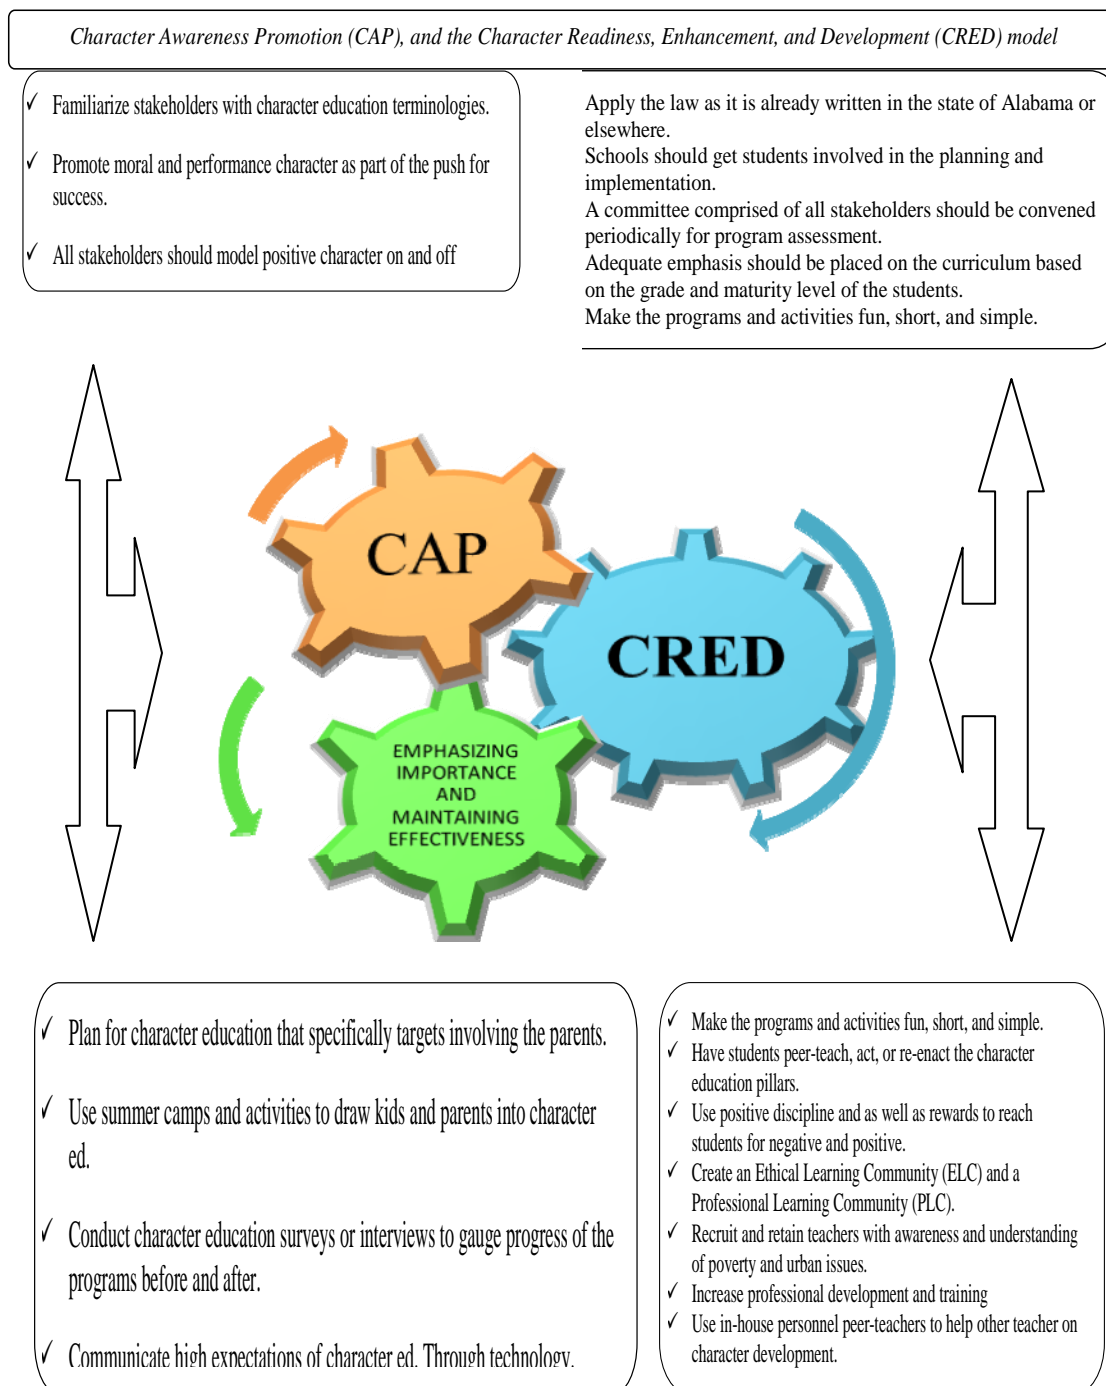 Character Awareness Promotion (CAP), and the Character Readiness, Enhancement, and Development (CRED) model
✓ Familiarize stakeholders with character education terminologies.
✓ Promote moral and performance character as part of the push for
success.
✓ All stakeholders should model positive character on and off
Apply the law as it is already written in the state of Alabama or
elsewhere.
Schools should get students involved in the planning and
implementation.
A committee comprised of all stakeholders should be convened
periodically for program assessment.
Adequate emphasis should be placed on the curriculum based
on the grade and maturity level of the students.
Make the programs and activities fun, short, and simple.
CAP
CRED
EMPHASIZING
IMPORTANCE
AND
MAINTAINING
EFFECTIVENESS
✓ Plan for character education that specifically targets involving the parents.
✓ Use summer camps and activities to draw kids and parents into character
ed.
✓ Conduct character education surveys or interviews to gauge progress of the
programs before and after.
✓ Communicate high expectations of character ed. Through technology.
✓ Make the programs and activities fun, short, and simple.
✓ Have students peer-teach, act, or re-enact the character
education pillars.
✓ Use positive discipline and as well as rewards to reach
students for negative and positive.
✓ Create an Ethical Learning Community (ELC) and a
Professional Learning Community (PLC).
✓ Recruit and retain teachers with awareness and understanding
of poverty and urban issues.
✓ Increase professional development and training
✓ Use in-house personnel peer-teachers to help other teacher on
character development.